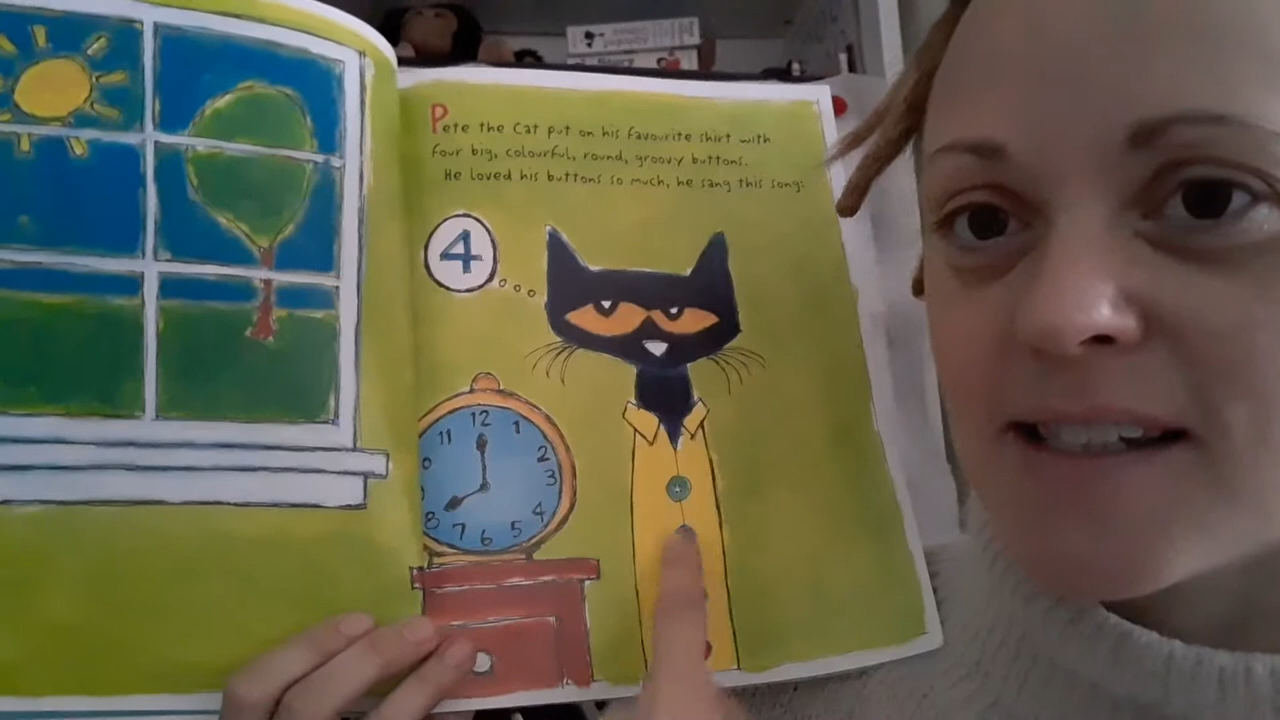 Pete the Cat put on his favourite shirt with
four big, colourful, round, groovy buttons.
He loved his buttons so much, he sang this song:
4
12
11 1
2
3
8 4
7 6 5